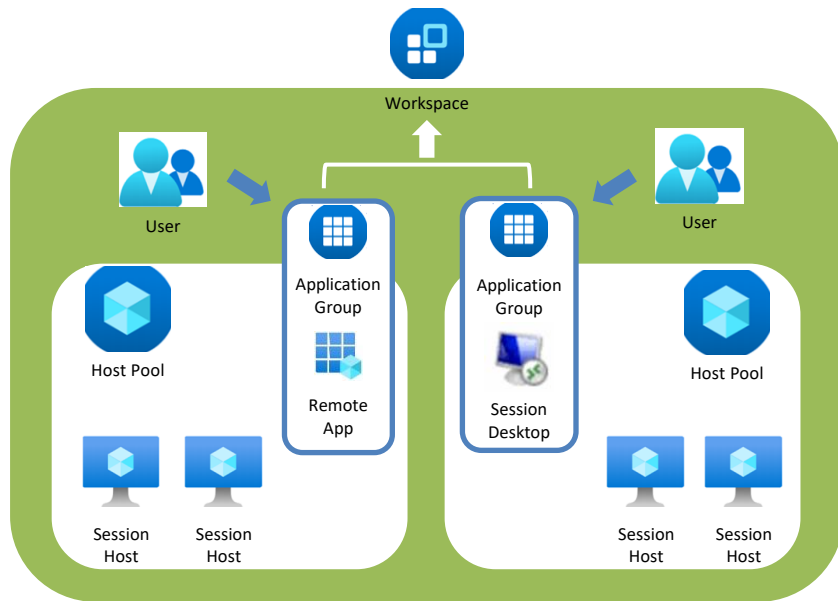 Workspace
User
User
Application
Group
Remote
App
Application
Group
Session
Desktop
Host Pool
Host Pool
Session
Host
Session
Host
Session
Host
Session
Host